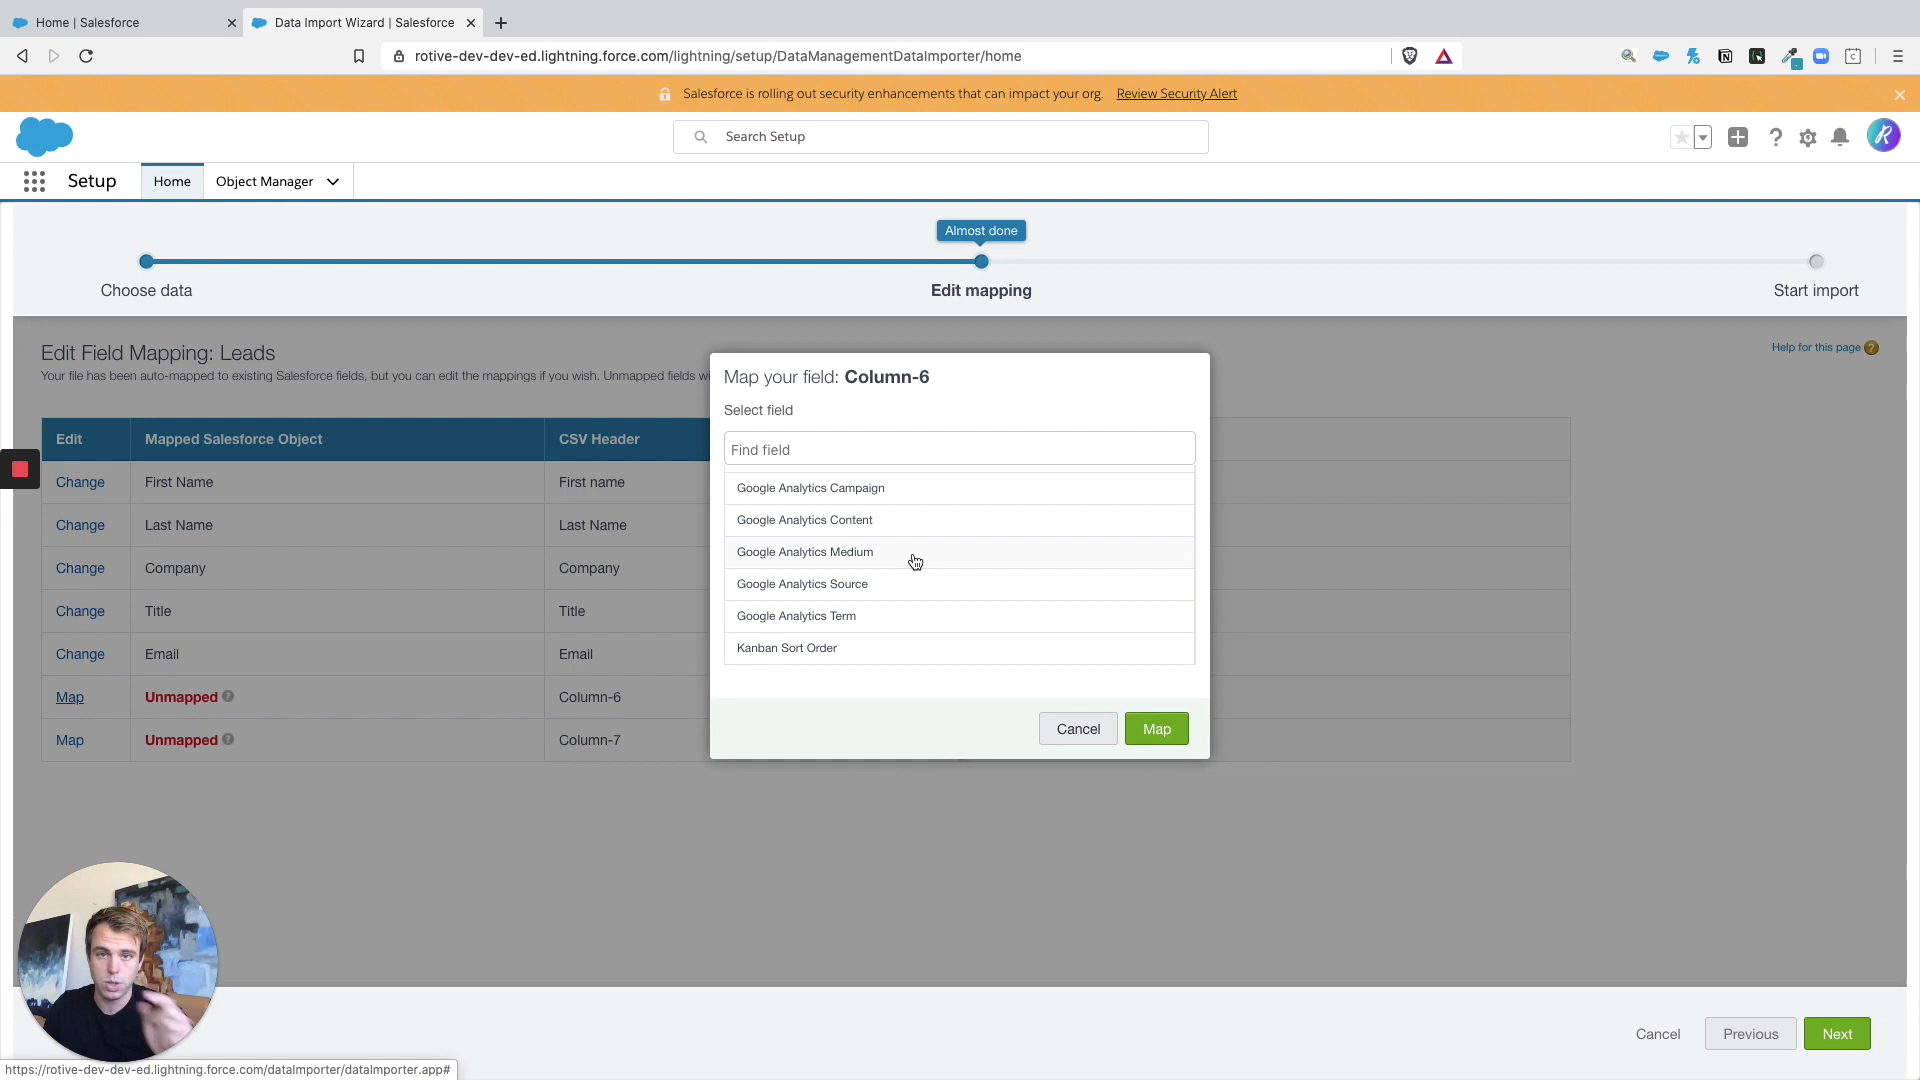 Home | Salesforce
Data Import Wizard | Salesforce
rotive-dev-dev-ed.lightning.force.com/lightning/setup/DataManagementDataImporter/home
Salesforce is rolling out security enhancements that can impact your org. Review Security Alert
Search Setup
Setup
Home
Object Manager
Almost done
Choose data
Edit mapping
Start import
Edit Field Mapping: Leads
Help for this page
Your file has been auto-mapped to existing Salesforce fields, but you can edit the mappings if you wish. Unmapped fields
Edit Mapped Salesforce Object CSV Header
Change First Name First name
Change Last Name Last Name
Change Company Company
Change Title Title
Change Email Email
Map Unmapped Column-6
Map Unmapped Column-7
Map your field: Column-6
Select field
Find field
Google Analytics Campaign
Google Analytics Content
Google Analytics Medium
Google Analytics Source
Google Analytics Term
Kanban Sort Order
Cancel Map
Cancel Previous Next
https://rotive-dev-dev-ed.lightning.force.com/dataImporter/dataImporter.app#